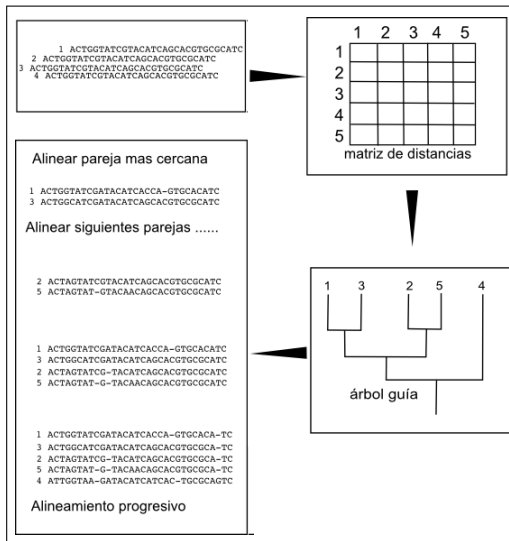 1 ACTGGTATCGTACATCAGCACGTGCGCATC
2 ACTGGTATCGTACATCAGCACGTGCGCATC
3 ACTGGTATCGTACATCAGCACGTGCGCATC
4 ACTGGTATCGTACATCAGCACGTGCGCATC
1 2 3 4 5
1
2
3
4
5
matriz de distancias
Alinear pareja mas cercana
1 ACTGGTATCGATACATCACCA-GTGCACATC
3 ACTGGCATCGATACATCAGCACGTGCGCATC
Alinear siguientes parejas ......
2 ACTAGTATCGTACATCAGCACGTGCGCATC
5 ACTAGTAT-GTACAACAGCACGTGCGCATC
1 ACTGGTATCGATACATCACCA-GTGCACATC
3 ACTGGCATCGATACATCAGCACGTGCGCATC
2 ACTAGTATCG-TACATCAGCACGTGCGCATC
5 ACTAGTAT-G-TACAACAGCACGTGCGCATC
1 ACTGGTATCGATACATCACCA-GTGCACA-TC
3 ACTGGCATCGATACATCAGCACGTGCGCA-TC
2 ACTAGTATCG-TACATCAGCACGTGCGCA-TC
5 ACTAGTAT-G-TACAACAGCACGTGCGCA-TC
4 ATTGGTAA-GATACATCATCAC-TGCGCAGTC
Alineamiento progresivo
1 3 2 5 4
árbol guía